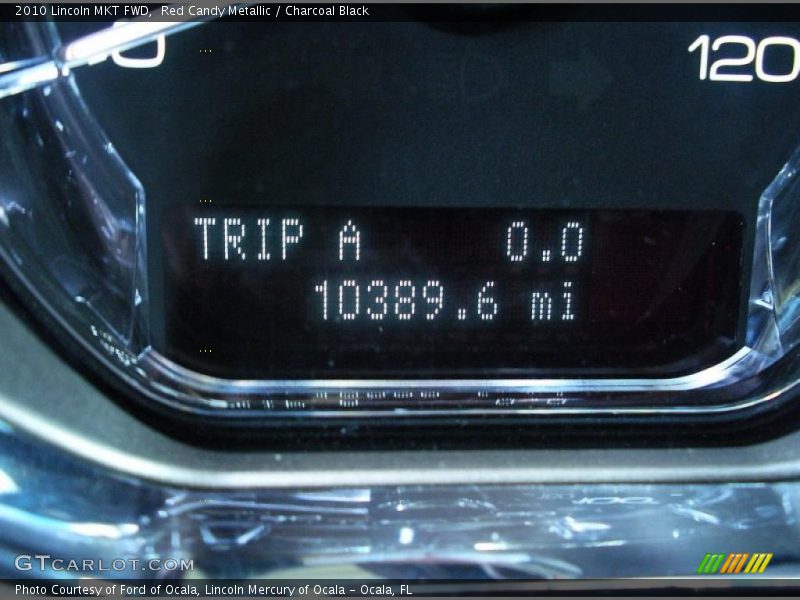 2010 Lincoln MKT FWD, Red Candy Metallic / Charcoal Black
120
TRIP A 0.0
10389.6 mi
GTCARLOT.COM
Photo Courtesy of Ford of Ocala, Lincoln Mercury of Ocala - Ocala, FL